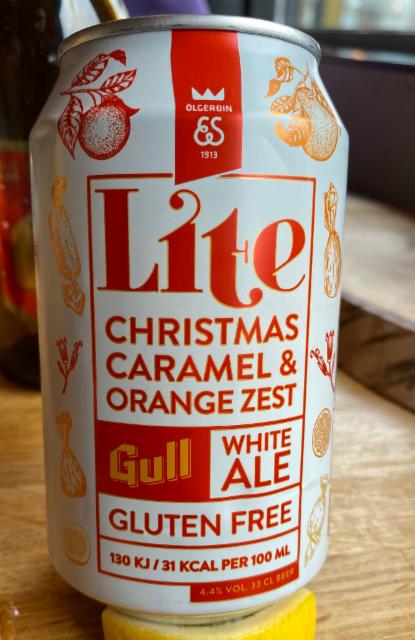 ÖLGERÐIN
ES
1913
Lite
CHRISTMAS
CARAMEL &
ORANGE ZEST
Gull
WHITE
ALE
GLUTEN FREE
130 KJ / 31 KCAL PER 100 ML
4,4% VOL. 33 CL BEER